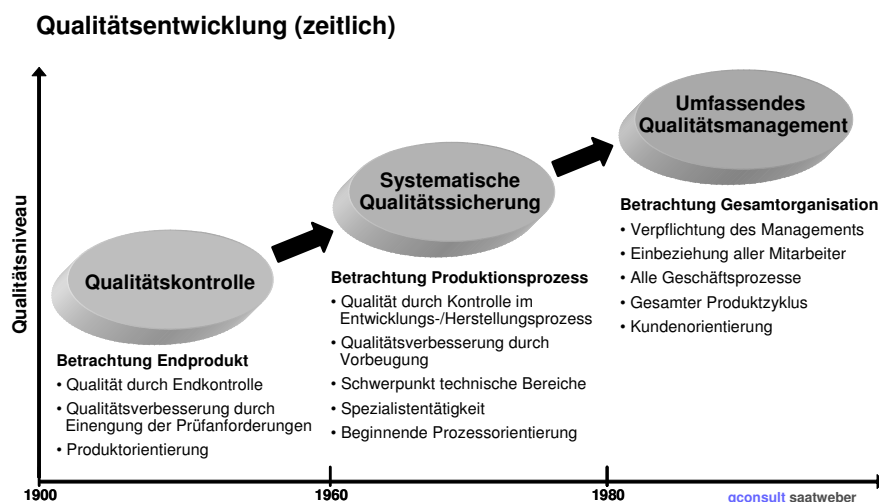 Qualitätsentwicklung (zeitlich)
Qualitätsniveau
Qualitätskontrolle
Betrachtung Endprodukt
• Qualität durch Endkontrolle
• Qualitätsverbesserung durch
Einengung der Prüfanforderungen
• Produktorientierung
Systematische
Qualitätssicherung
Betrachtung Produktionsprozess
• Qualität durch Kontrolle im
Entwicklungs-/Herstellungsprozess
• Qualitätsverbesserung durch
Vorbeugung
• Schwerpunkt technische Bereiche
• Spezialistentätigkeit
• Beginnende Prozessorientierung
Umfassendes
Qualitätsmanagement
Betrachtung Gesamtorganisation
• Verpflichtung des Managements
• Einbeziehung aller Mitarbeiter
• Alle Geschäftsprozesse
• Gesamter Produktzyklus
• Kundenorientierung
1900
1960
1980
qconsult saatweber